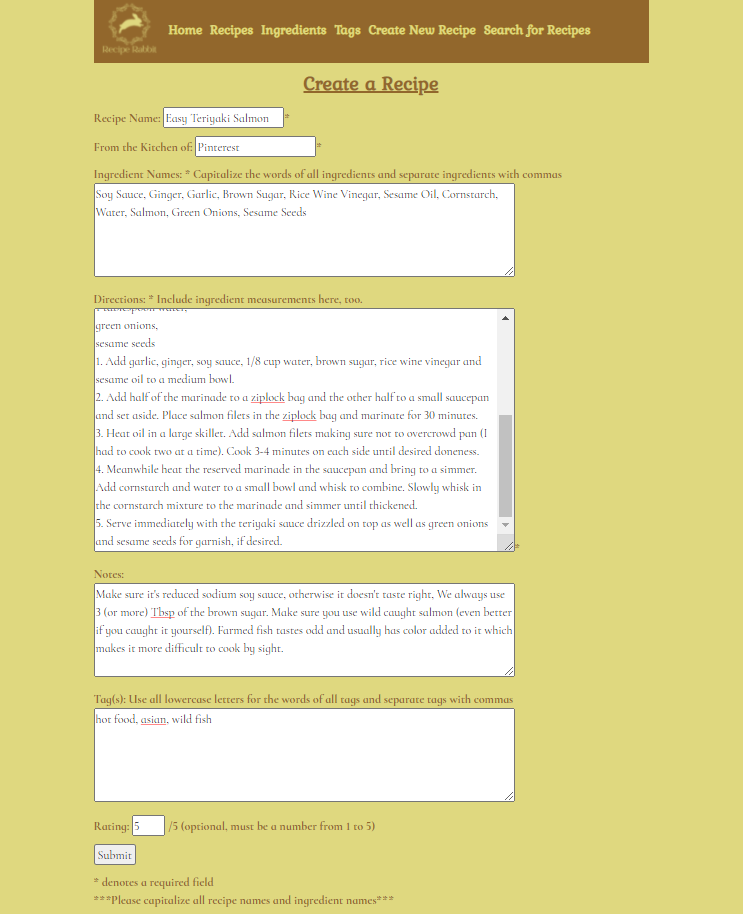 Recipe Rabbit
Home Recipes Ingredients Tags Create New Recipe Search for Recipes
Create a Recipe
Recipe Name: Easy Teriyaki Salmon*
From the Kitchen of: Pinterest*
Ingredient Names: * Capitalize the words of all ingredients and separate ingredients with commas
Soy Sauce, Ginger, Garlic, Brown Sugar, Rice Wine Vinegar, Sesame Oil, Cornstarch,
Water, Salmon, Green Onions, Sesame Seeds
Directions: * Include ingredient measurements here, too.
1 tablespoon water,
green onions,
sesame seeds
1. Add garlic, ginger, soy sauce, 1/8 cup water, brown sugar, rice wine vinegar and
sesame oil to a medium bowl.
2. Add half of the marinade to a ziplock bag and the other half to a small saucepan
and set aside. Place salmon filets in the ziplock bag and marinate for 30 minutes.
3. Heat oil in a large skillet. Add salmon filets making sure not to overcrowd pan (I
had to cook two at a time). Cook 3-4 minutes on each side until desired doneness.
4. Meanwhile heat the reserved marinade in the saucepan and bring to a simmer.
Add cornstarch and water to a small bowl and whisk to combine. Slowly whisk in
the cornstarch mixture to the marinade and simmer until thickened.
5. Serve immediately with the teriyaki sauce drizzled on top as well as green onions
and sesame seeds for garnish, if desired.
*
Notes:
Make sure it's reduced sodium soy sauce, otherwise it doesn't taste right, We always use
3 (or more) Tbsp of the brown sugar. Make sure you use wild caught salmon (even better
if you caught it yourself). Farmed fish tastes odd and usually has color added to it which
makes it more difficult to cook by sight.
Tag(s): Use all lowercase letters for the words of all tags and separate tags with commas
hot food, asian, wild fish
Rating: 5 /5 (optional, must be a number from 1 to 5)
Submit
* denotes a required field
***Please capitalize all recipe names and ingredient names***